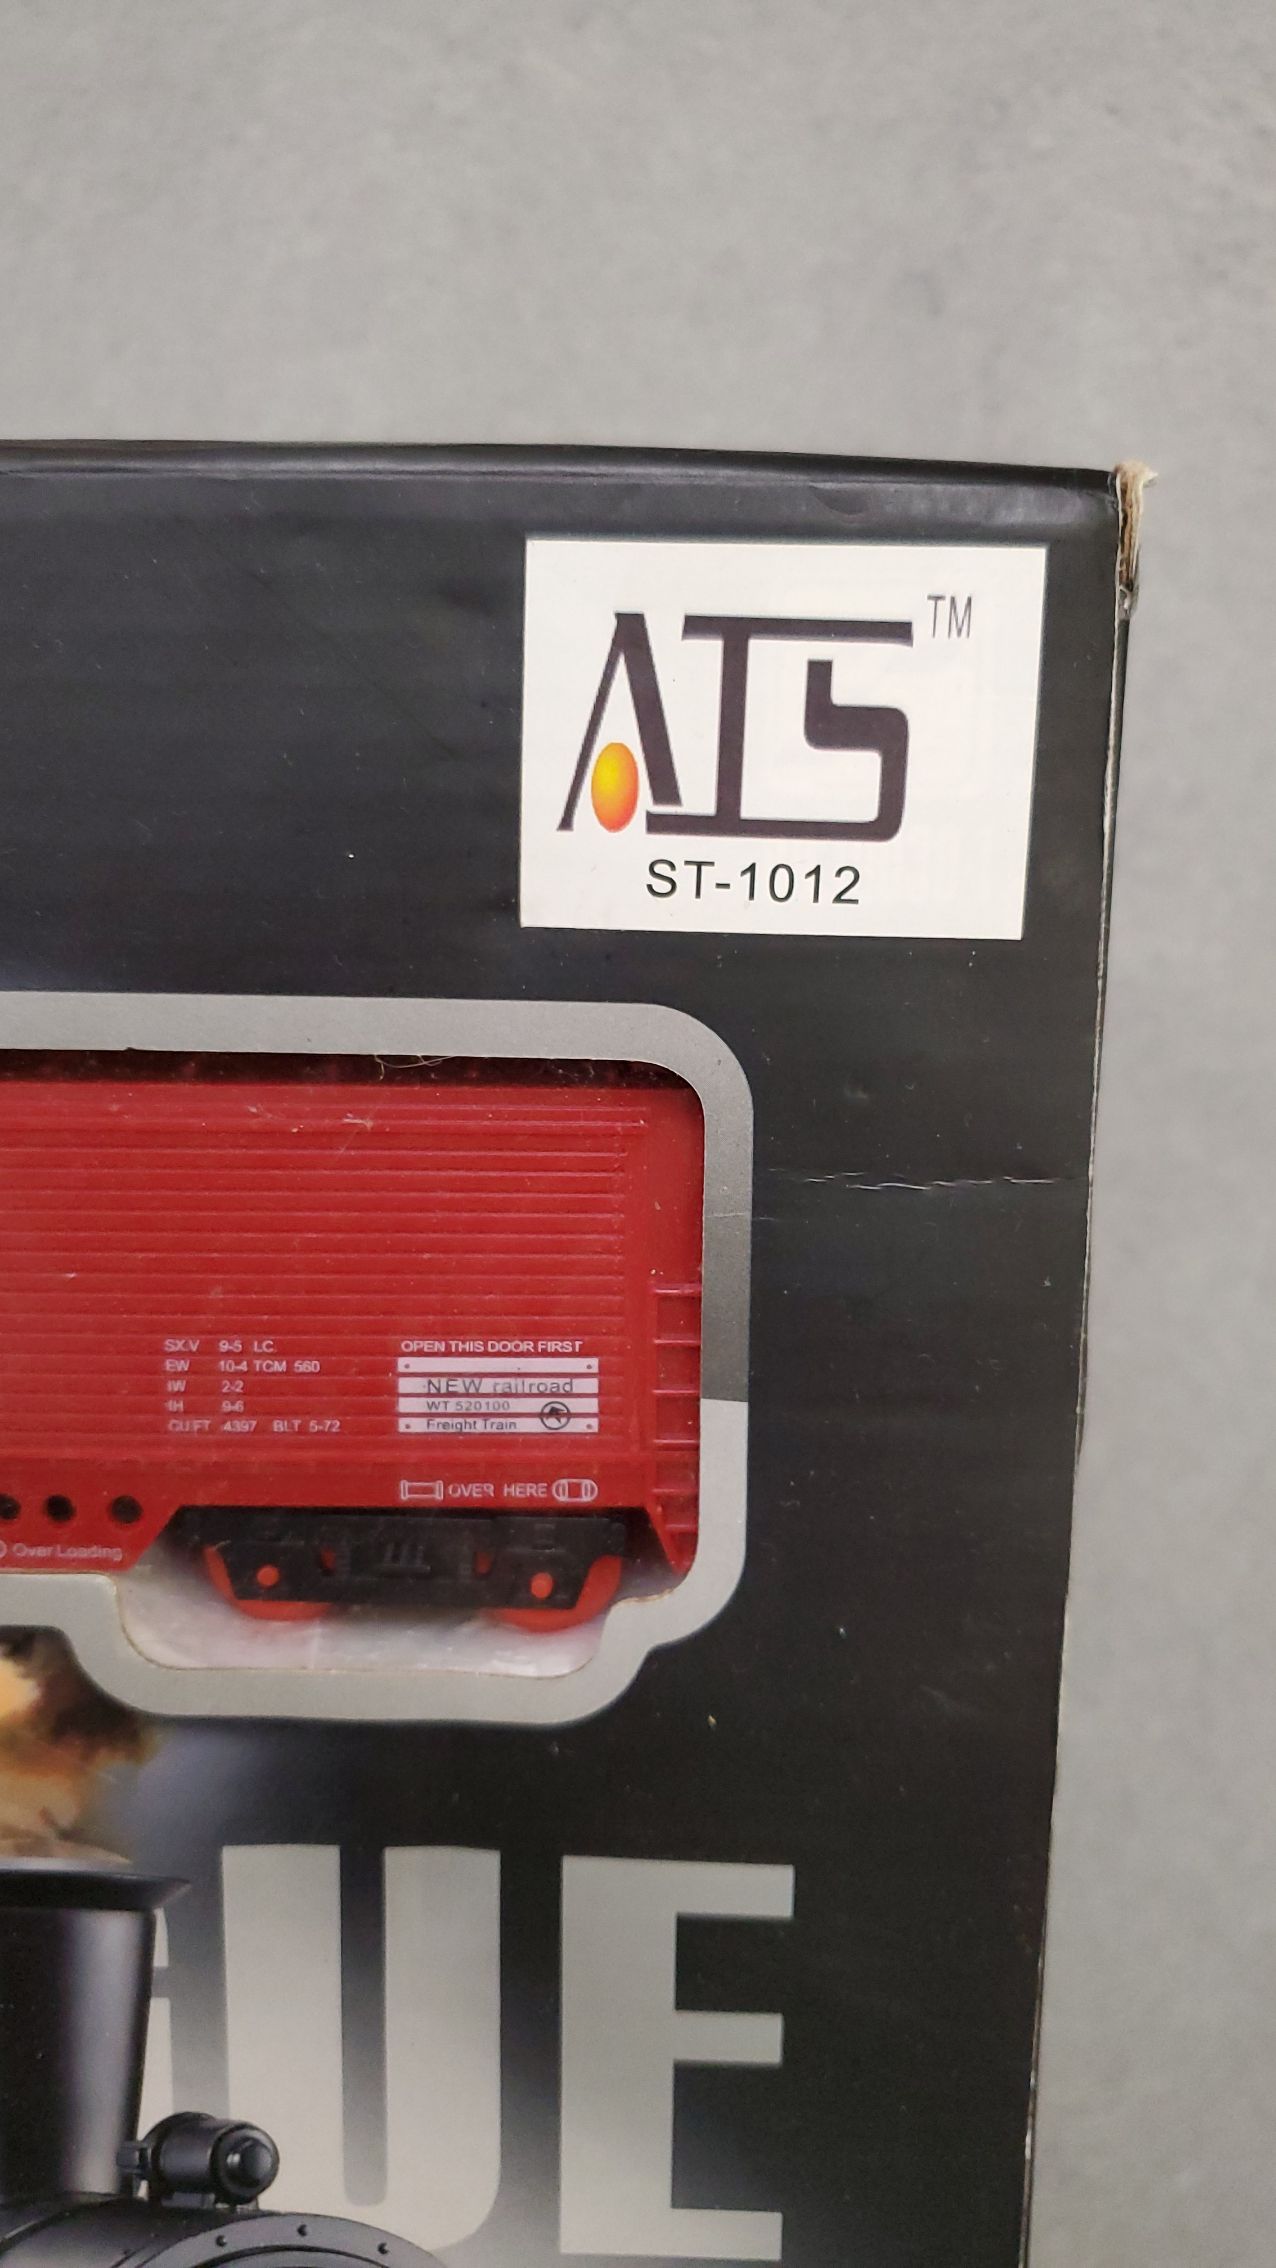 ATS™
ST-1012
SX.V 9-5 LC.
EW 10-4 TCM 560
IW 2-2
IH 9-6
CU.FT 4397 BLT 5-72
OPEN THIS DOOR FIRST
NEW railroad
WT 520100
Freight Train
OVER HERE
Over Loading
UE